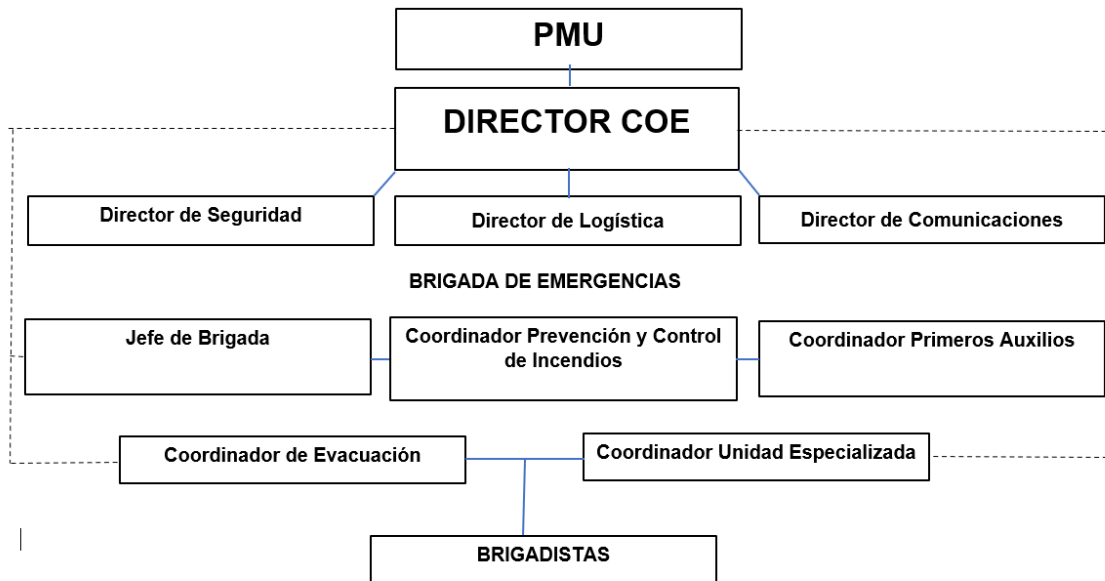 PMU
DIRECTOR COE
Director de Seguridad
Director de Logística
Director de Comunicaciones
BRIGADA DE EMERGENCIAS
Jefe de Brigada
Coordinador Prevención y Control
de Incendios
Coordinador Primeros Auxilios
Coordinador de Evacuación
Coordinador Unidad Especializada
BRIGADISTAS